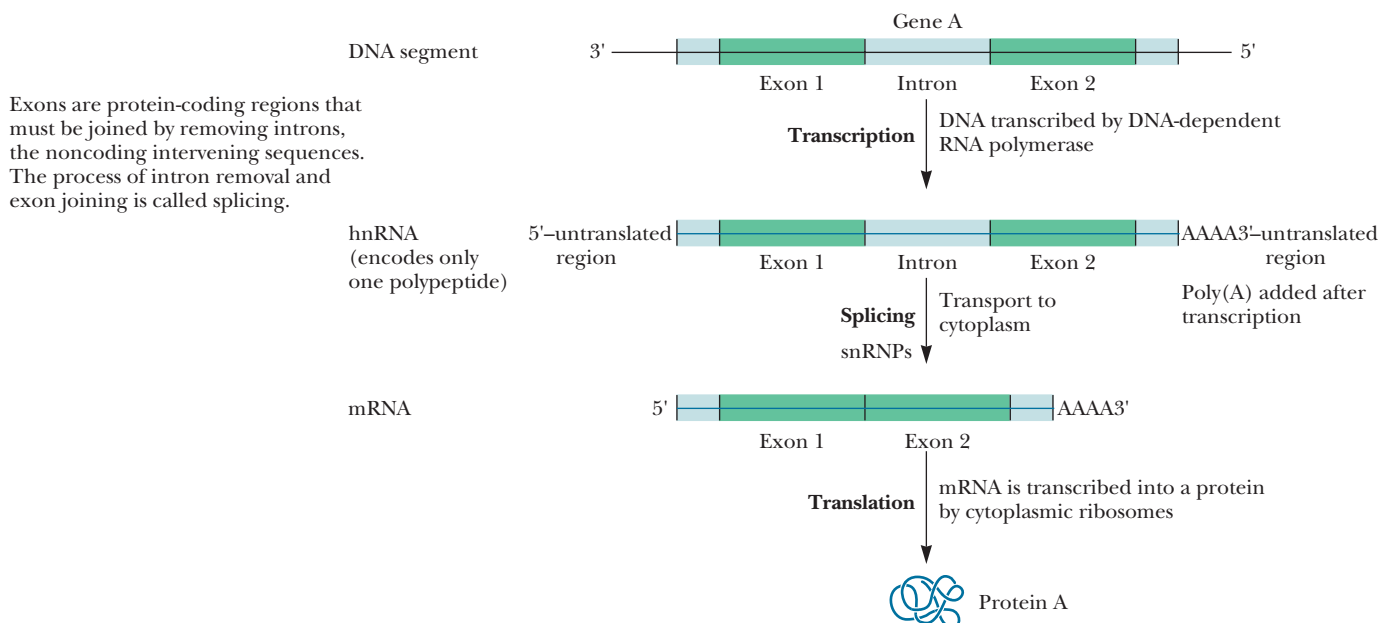 Gene A
DNA segment
3'
5'
Exon 1
Intron
Exon 2
Exons are protein-coding regions that
must be joined by removing introns,
the noncoding intervening sequences.
The process of intron removal and
exon joining is called splicing.
Transcription
DNA transcribed by DNA-dependent
RNA polymerase
hnRNA
(encodes only
one polypeptide)
5'–untranslated
region
AAAA3'–untranslated
region
Exon 1
Intron
Exon 2
Poly(A) added after
transcription
Splicing
snRNPs
Transport to
cytoplasm
mRNA
5'
AAAA3'
Exon 1
Exon 2
Translation
mRNA is transcribed into a protein
by cytoplasmic ribosomes
Protein A